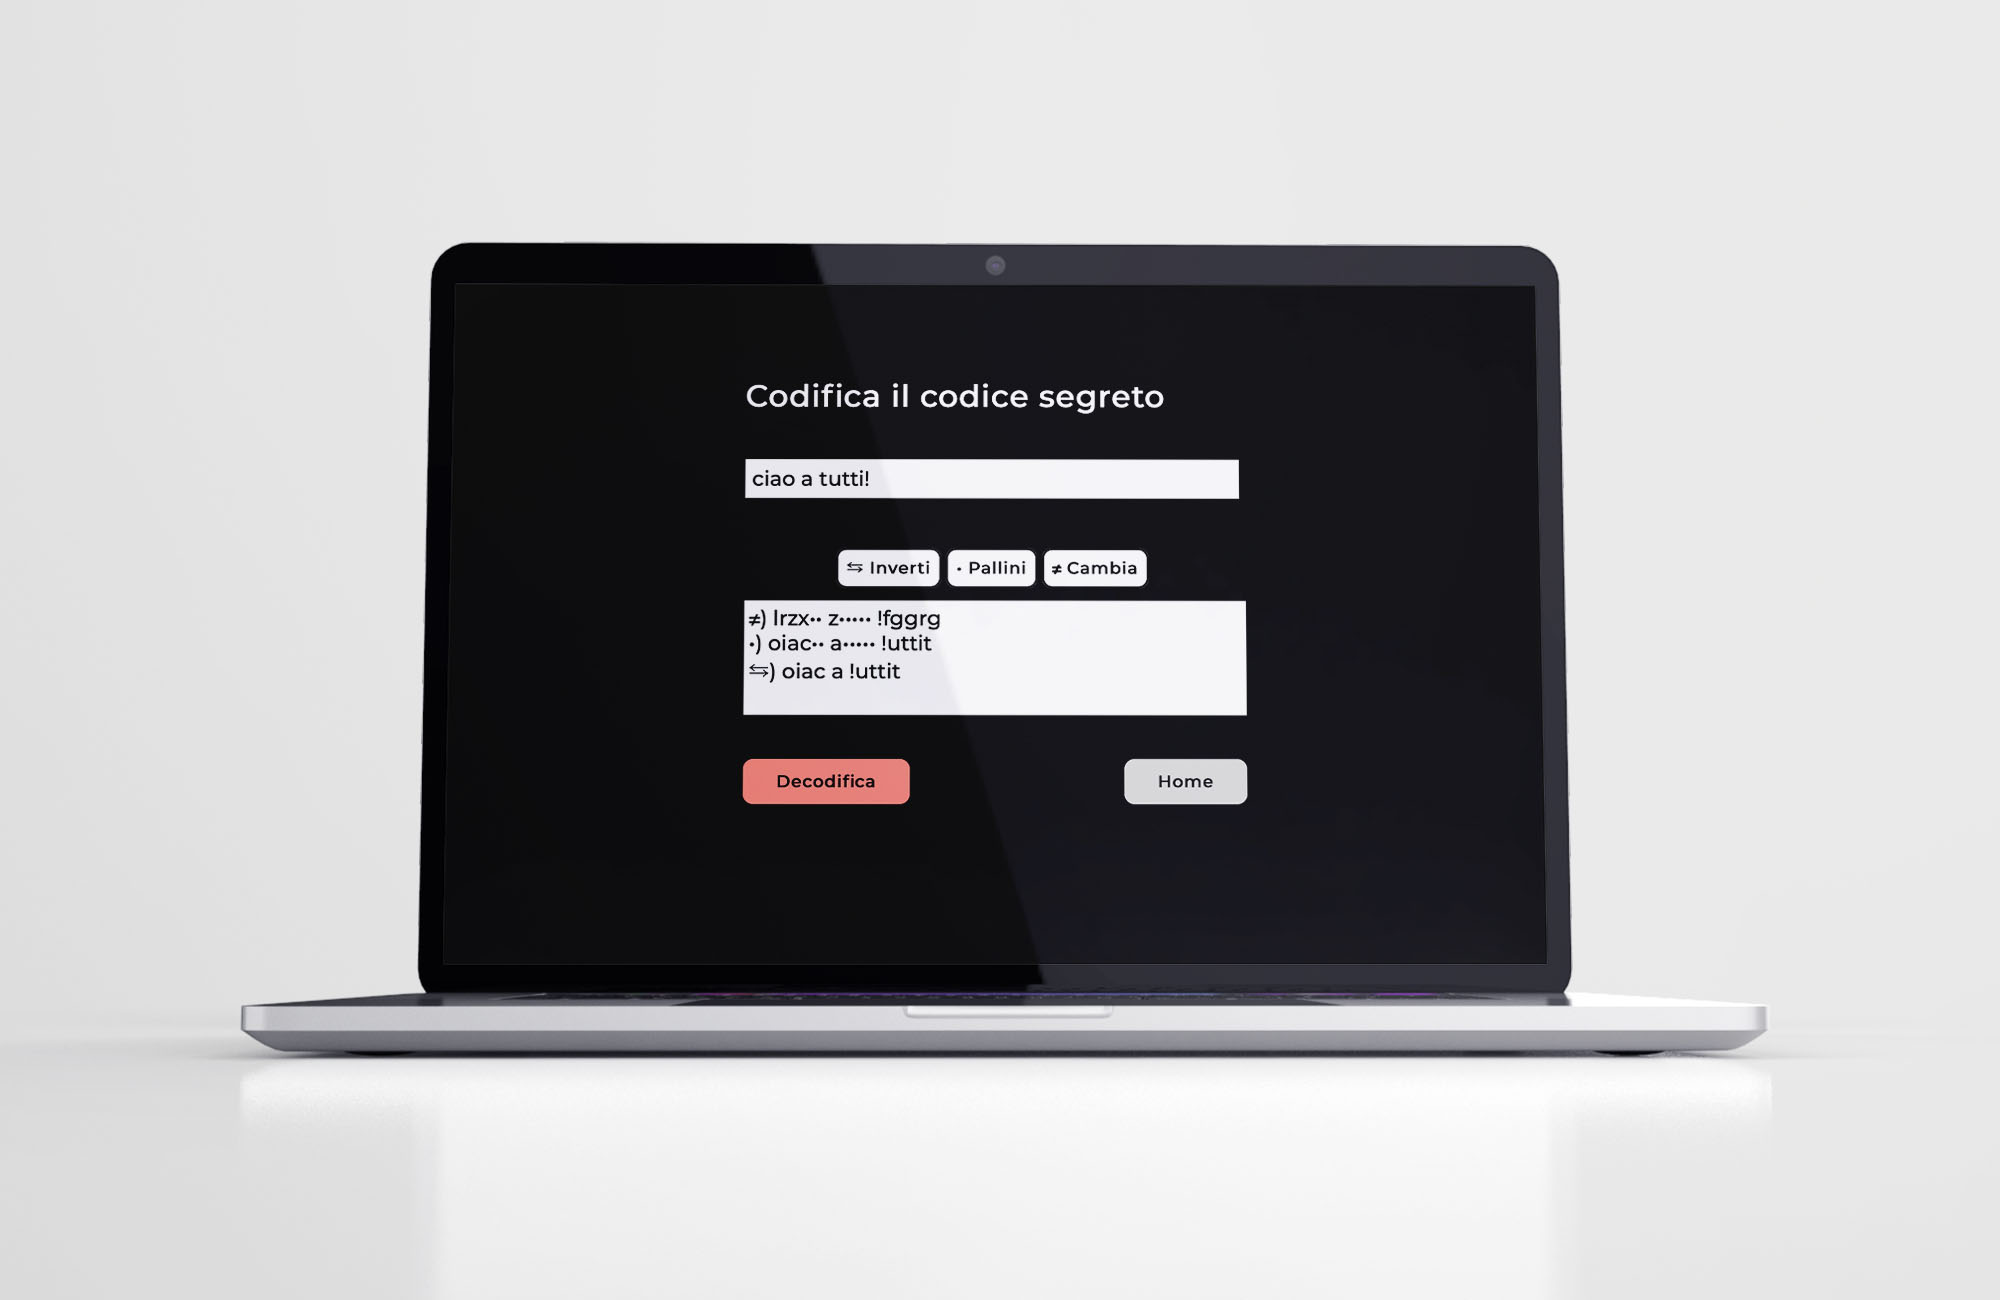 Codifica il codice segreto
ciao a tutti!
⇆ Inverti
· Pallini
≠ Cambia
≠) lrzx·· z····· !fggrg
·) oiac·· a····· !uttit
⇆) oiac a !uttit
Decodifica
Home